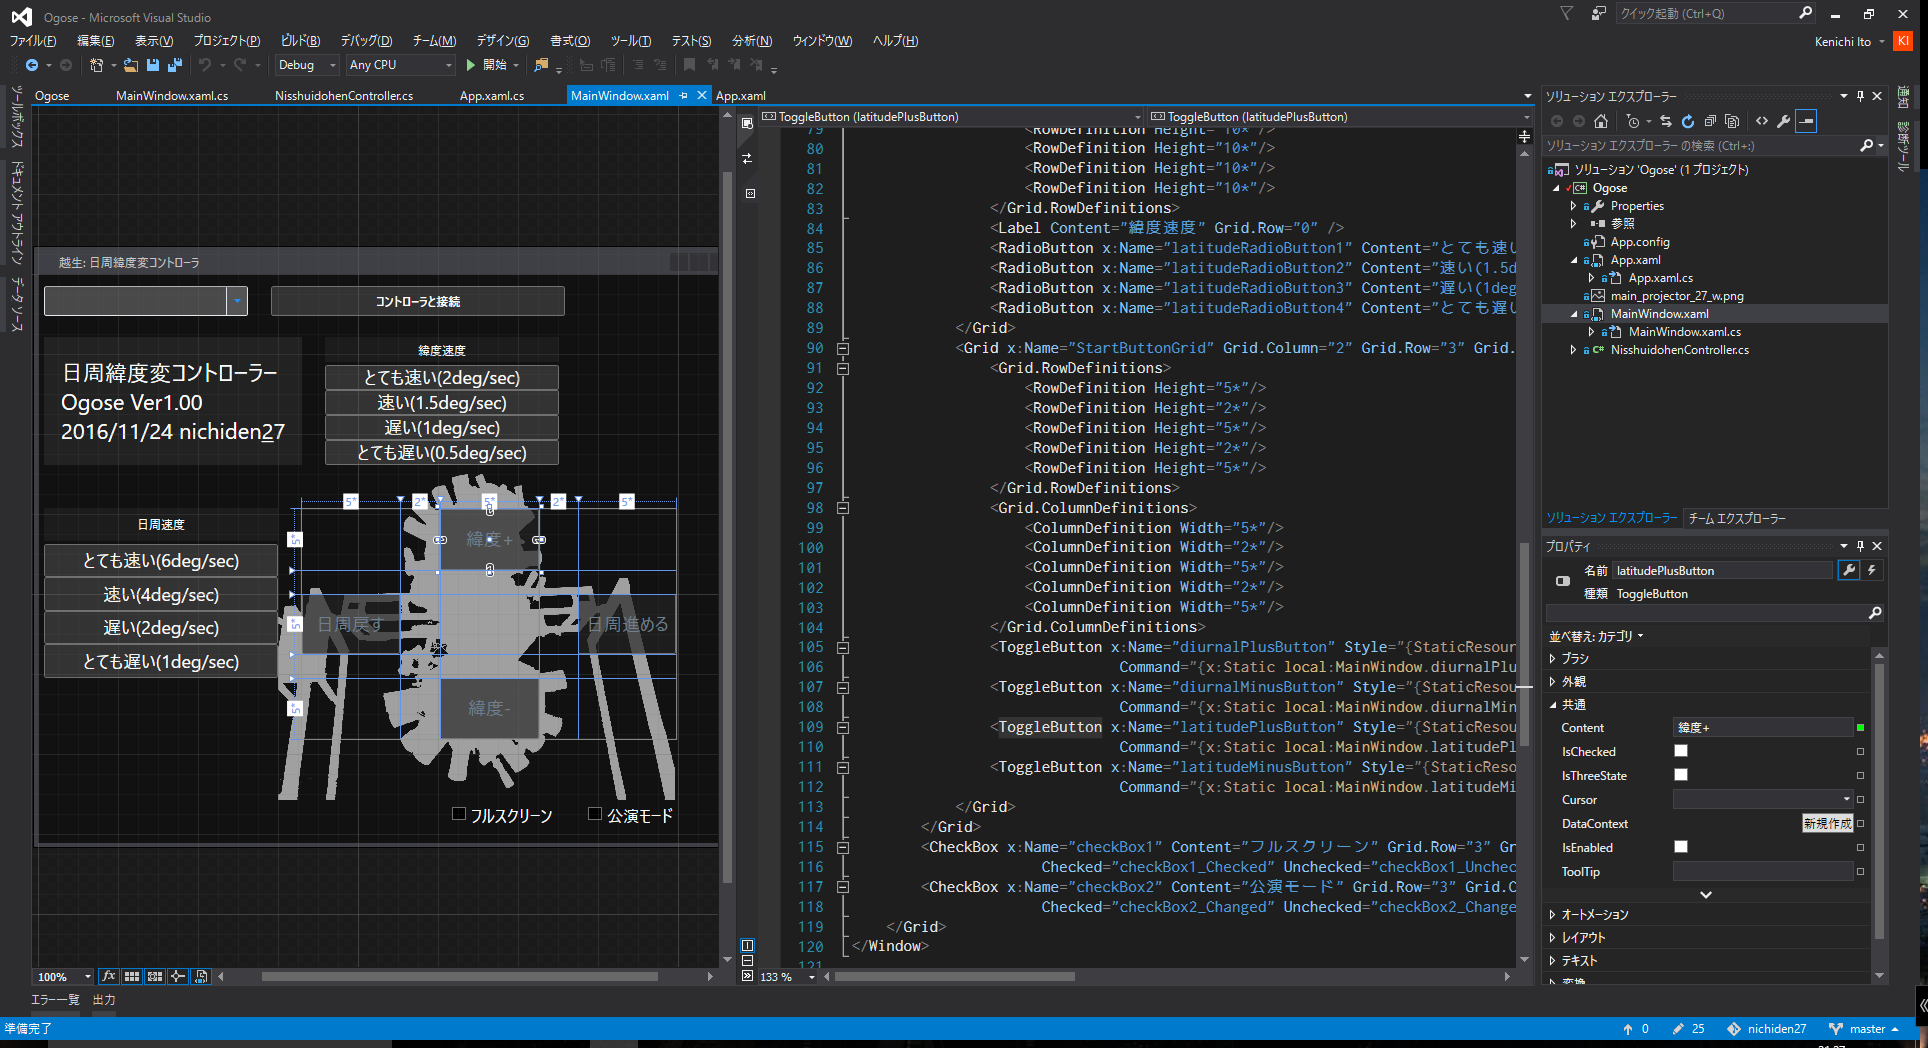 Ogose - Microsoft Visual Studio
クイック起動 (Ctrl+Q)
ファイル(F) 編集(E) 表示(V) プロジェクト(P) ビルド(B) デバッグ(D) チーム(M) デザイン(G) 書式(O) ツール(T) テスト(S) 分析(N) ウィンドウ(W) ヘルプ(H)
Kenichi Ito KI
Debug Any CPU 開始
ツールボックス
ドキュメント アウトライン
データ ソース
Ogose MainWindow.xaml.cs NisshuidohenController.cs App.xaml.cs MainWindow.xaml App.xaml
越生: 日周緯度変コントローラ
コントローラと接続
日周緯度変コントローラー
Ogose Ver1.00
2016/11/24 nichiden27
緯度速度
とても速い(2deg/sec)
速い(1.5deg/sec)
遅い(1deg/sec)
とても遅い(0.5deg/sec)
5* 2* 5* 2* 5*
日周速度
とても速い(6deg/sec)
速い(4deg/sec)
遅い(2deg/sec)
とても遅い(1deg/sec)
5*
5*
5*
緯度+
日周戻す
日周進める
緯度-
フルスクリーン 公演モード
100%
ToggleButton (latitudePlusButton) ToggleButton (latitudePlusButton)
79 <RowDefinition Height="10*"/>
80 <RowDefinition Height="10*"/>
81 <RowDefinition Height="10*"/>
82 <RowDefinition Height="10*"/>
83 </Grid.RowDefinitions>
84 <Label Content="緯度速度" Grid.Row="0" />
85 <RadioButton x:Name="latitudeRadioButton1" Content="とても速い
86 <RadioButton x:Name="latitudeRadioButton2" Content="速い(1.5d
87 <RadioButton x:Name="latitudeRadioButton3" Content="遅い(1deg
88 <RadioButton x:Name="latitudeRadioButton4" Content="とても遅い
89 </Grid>
90 <Grid x:Name="StartButtonGrid" Grid.Column="2" Grid.Row="3" Grid.
91 <Grid.RowDefinitions>
92 <RowDefinition Height="5*"/>
93 <RowDefinition Height="2*"/>
94 <RowDefinition Height="5*"/>
95 <RowDefinition Height="2*"/>
96 <RowDefinition Height="5*"/>
97 </Grid.RowDefinitions>
98 <Grid.ColumnDefinitions>
99 <ColumnDefinition Width="5*"/>
100 <ColumnDefinition Width="2*"/>
101 <ColumnDefinition Width="5*"/>
102 <ColumnDefinition Width="2*"/>
103 <ColumnDefinition Width="5*"/>
104 </Grid.ColumnDefinitions>
105 <ToggleButton x:Name="diurnalPlusButton" Style="{StaticResour
106 Command="{x:Static local:MainWindow.diurnalPlu
107 <ToggleButton x:Name="diurnalMinusButton" Style="{StaticResou
108 Command="{x:Static local:MainWindow.diurnalMin
109 <ToggleButton x:Name="latitudePlusButton" Style="{StaticResou
110 Command="{x:Static local:MainWindow.latitudePl
111 <ToggleButton x:Name="latitudeMinusButton" Style="{StaticReso
112 Command="{x:Static local:MainWindow.latitudeMi
113 </Grid>
114 </Grid>
115 <CheckBox x:Name="checkBox1" Content="フルスクリーン" Grid.Row="3" Gr
116 Checked="checkBox1_Checked" Unchecked="checkBox1_Unchec
117 <CheckBox x:Name="checkBox2" Content="公演モード" Grid.Row="3" Grid.C
118 Checked="checkBox2_Changed" Unchecked="checkBox2_Change
119 </Grid>
120 </Window>
121
133 %
ソリューション エクスプローラー
ソリューション エクスプローラー の検索 (Ctrl+;)
ソリューション 'Ogose' (1 プロジェクト)
Ogose
Properties
参照
App.config
App.xaml
App.xaml.cs
main_projector_27_w.png
MainWindow.xaml
MainWindow.xaml.cs
NisshuidohenController.cs
ソリューション エクスプローラー チーム エクスプローラー
プロパティ
名前 latitudePlusButton
種類 ToggleButton
並べ替え: カテゴリ
ブラシ
外観
共通
Content 緯度+
IsChecked
IsThreeState
Cursor
DataContext 新規作成
IsEnabled
ToolTip
オートメーション
レイアウト
テキスト
変換
通知
診断ツール
エラー一覧 出力
準備完了
0 25 nichiden27 master
21:27